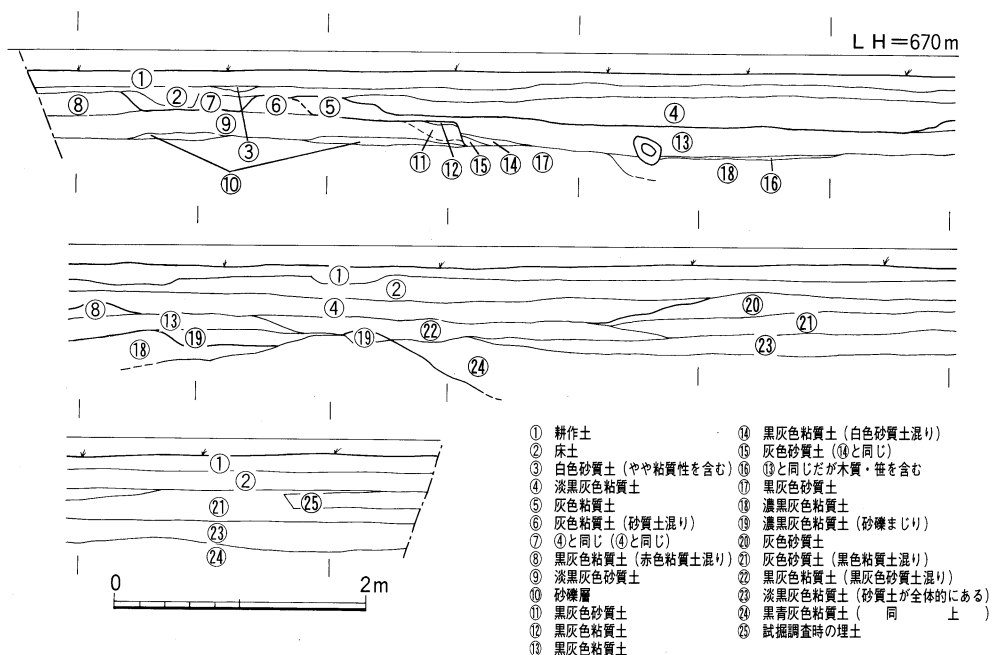 LH=670m
① ⑧ ② ⑦ ⑥ ⑤ ④
⑨ ⑬
③ ⑪ ⑫ ⑮ ⑭ ⑰ ⑱ ⑯
⑩
① ②
⑧ ④ ⑳
⑬ ⑲ ⑲ ㉒ ㉑
⑱ ㉔ ㉓
①
②
㉑ ㉕
㉓
㉔
0 2m
① 耕作土
② 床土
③ 白色砂質土(やや粘質性を含む)
④ 淡黒灰色粘質土
⑤ 灰色粘質土
⑥ 灰色粘質土(砂質土混り)
⑦ ④と同じ(④と同じ)
⑧ 黒灰色粘質土(赤色粘質土混り)
⑨ 淡黒灰色砂質土
⑩ 砂礫層
⑪ 黒灰色砂質土
⑫ 黒灰色粘質土
⑬ 黒灰色粘質土
⑭ 黒灰色粘質土(白色砂質土混り)
⑮ 灰色砂質土(⑭と同じ)
⑯ ⑬と同じだが木質・笹を含む
⑰ 黒灰色砂質土
⑱ 濃黒灰色粘質土
⑲ 濃黒灰色粘質土(砂礫まじり)
⑳ 灰色砂質土
㉑ 灰色砂質土(黒色粘質土混り)
㉒ 黒灰色粘質土(黒灰色砂質土混り)
㉓ 淡黒灰色粘質土(砂質土が全体的にある)
㉔ 黒青灰色粘質土( 同 上 )
㉕ 試掘調査時の埋土